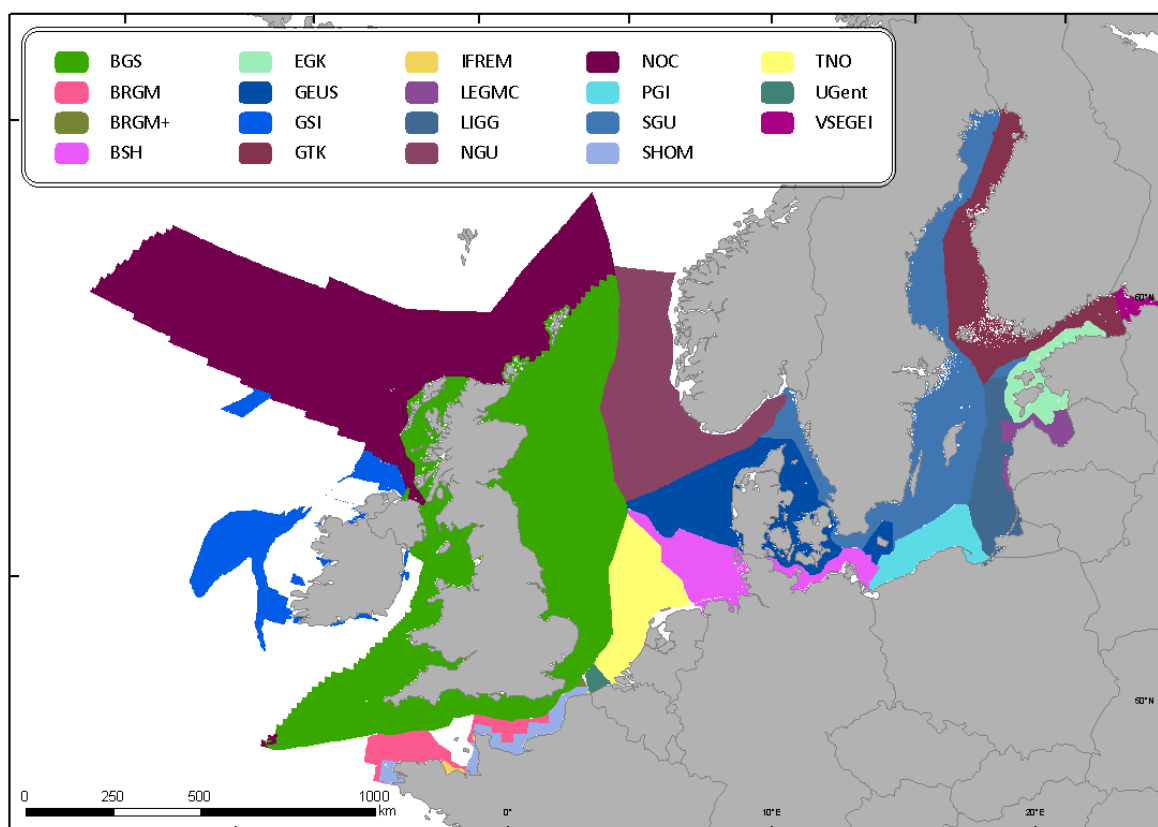 BGS EGK IFREM NOC TNO
BRGM GEUS LEGMC PGI UGent
BRGM+ GSI LIGG SGU VSEGEI
BSH GTK NGU SHOM
60°N
50°N
0 250 500 1000
km
0° 10°E 20°E